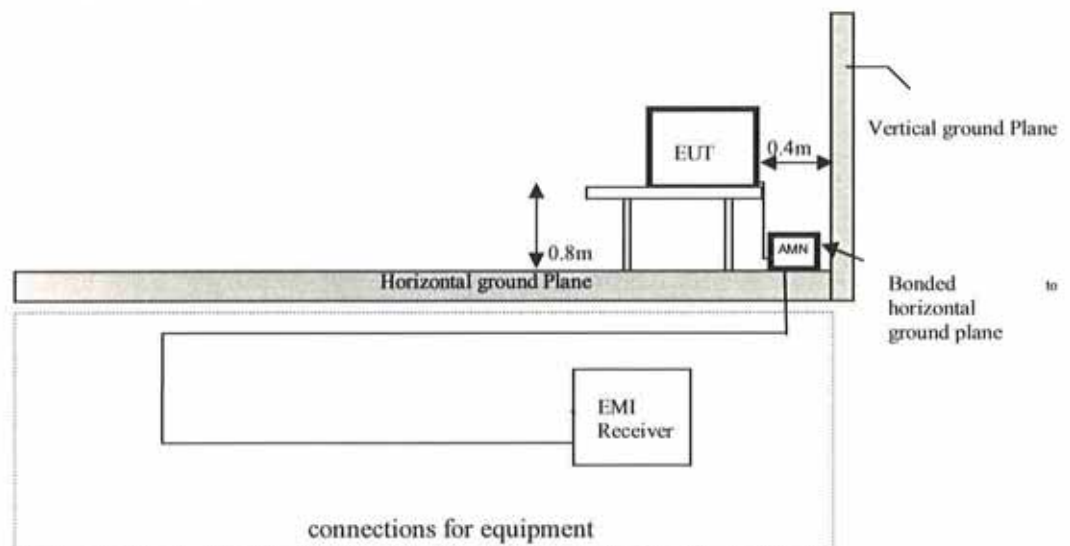 Vertical ground Plane
EUT
0.4m
AMN
0.8m
Horizontal ground Plane
Bonded to
horizontal
ground plane
EMI
Receiver
connections for equipment